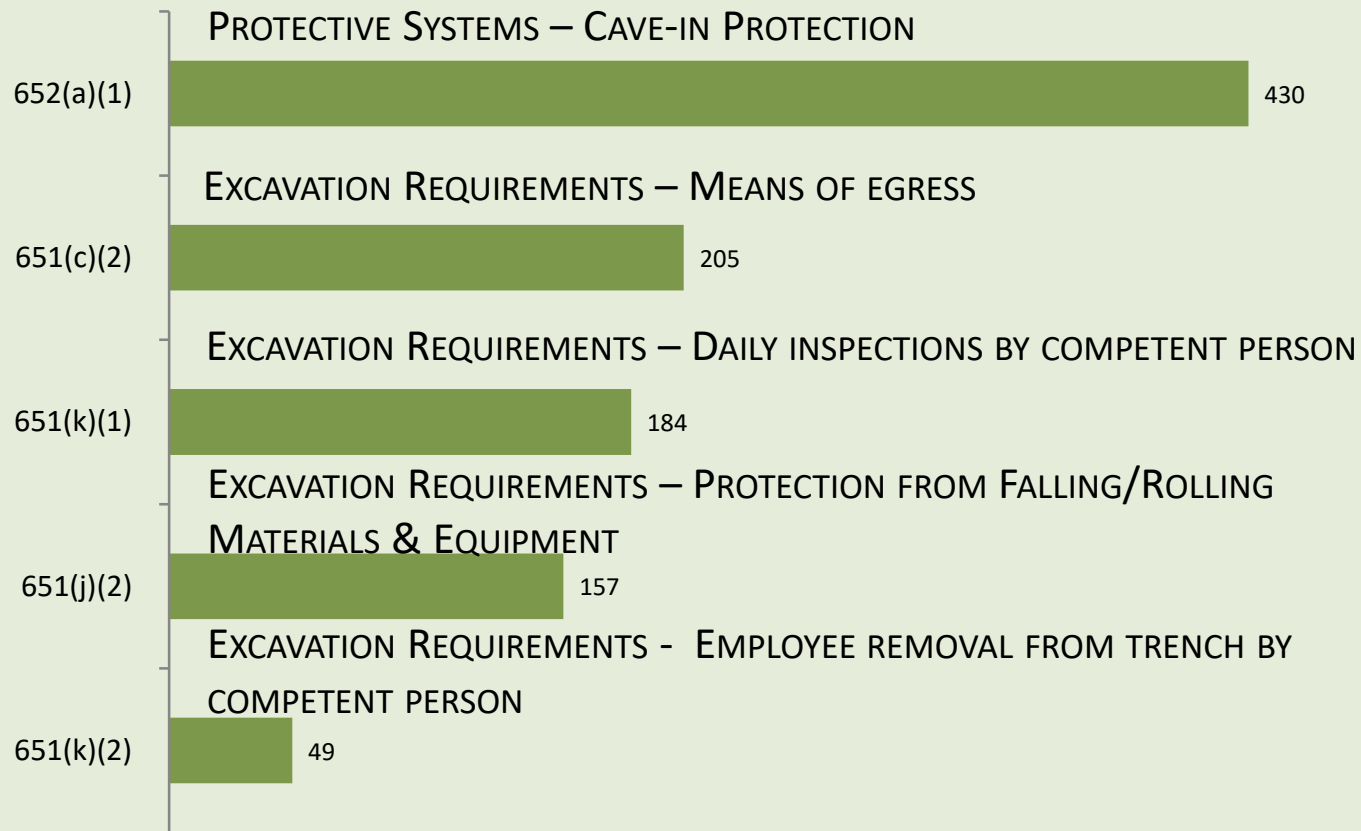 PROTECTIVE SYSTEMS – CAVE-IN PROTECTION
652(a)(1)
430
EXCAVATION REQUIREMENTS – MEANS OF EGRESS
651(c)(2)
205
EXCAVATION REQUIREMENTS – DAILY INSPECTIONS BY COMPETENT PERSON
651(k)(1)
184
EXCAVATION REQUIREMENTS – PROTECTION FROM FALLING/ROLLING
MATERIALS & EQUIPMENT
651(j)(2)
157
EXCAVATION REQUIREMENTS - EMPLOYEE REMOVAL FROM TRENCH BY
COMPETENT PERSON
651(k)(2)
49